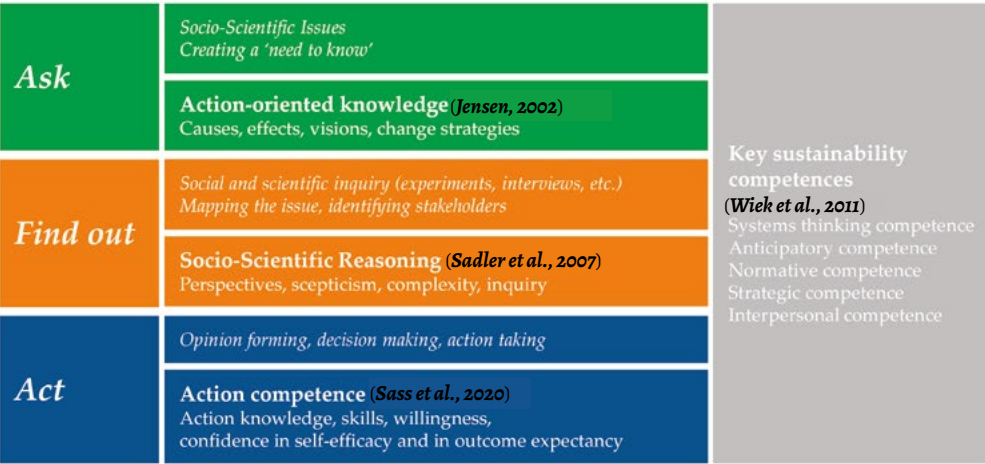 Ask
Socio-Scientific Issues
Creating a ‘need to know’
Action-oriented knowledge (Jensen, 2002)
Causes, effects, visions, change strategies
Find out
Social and scientific inquiry (experiments, interviews, etc.)
Mapping the issue, identifying stakeholders
Socio-Scientific Reasoning (Sadler et al., 2007)
Perspectives, scepticism, complexity, inquiry
Act
Opinion forming, decision making, action taking
Action competence (Sass et al., 2020)
Action knowledge, skills, willingness,
confidence in self-efficacy and in outcome expectancy
Key sustainability
competences
(Wiek et al., 2011)
Systems thinking competence
Anticipatory competence
Normative competence
Strategic competence
Interpersonal competence